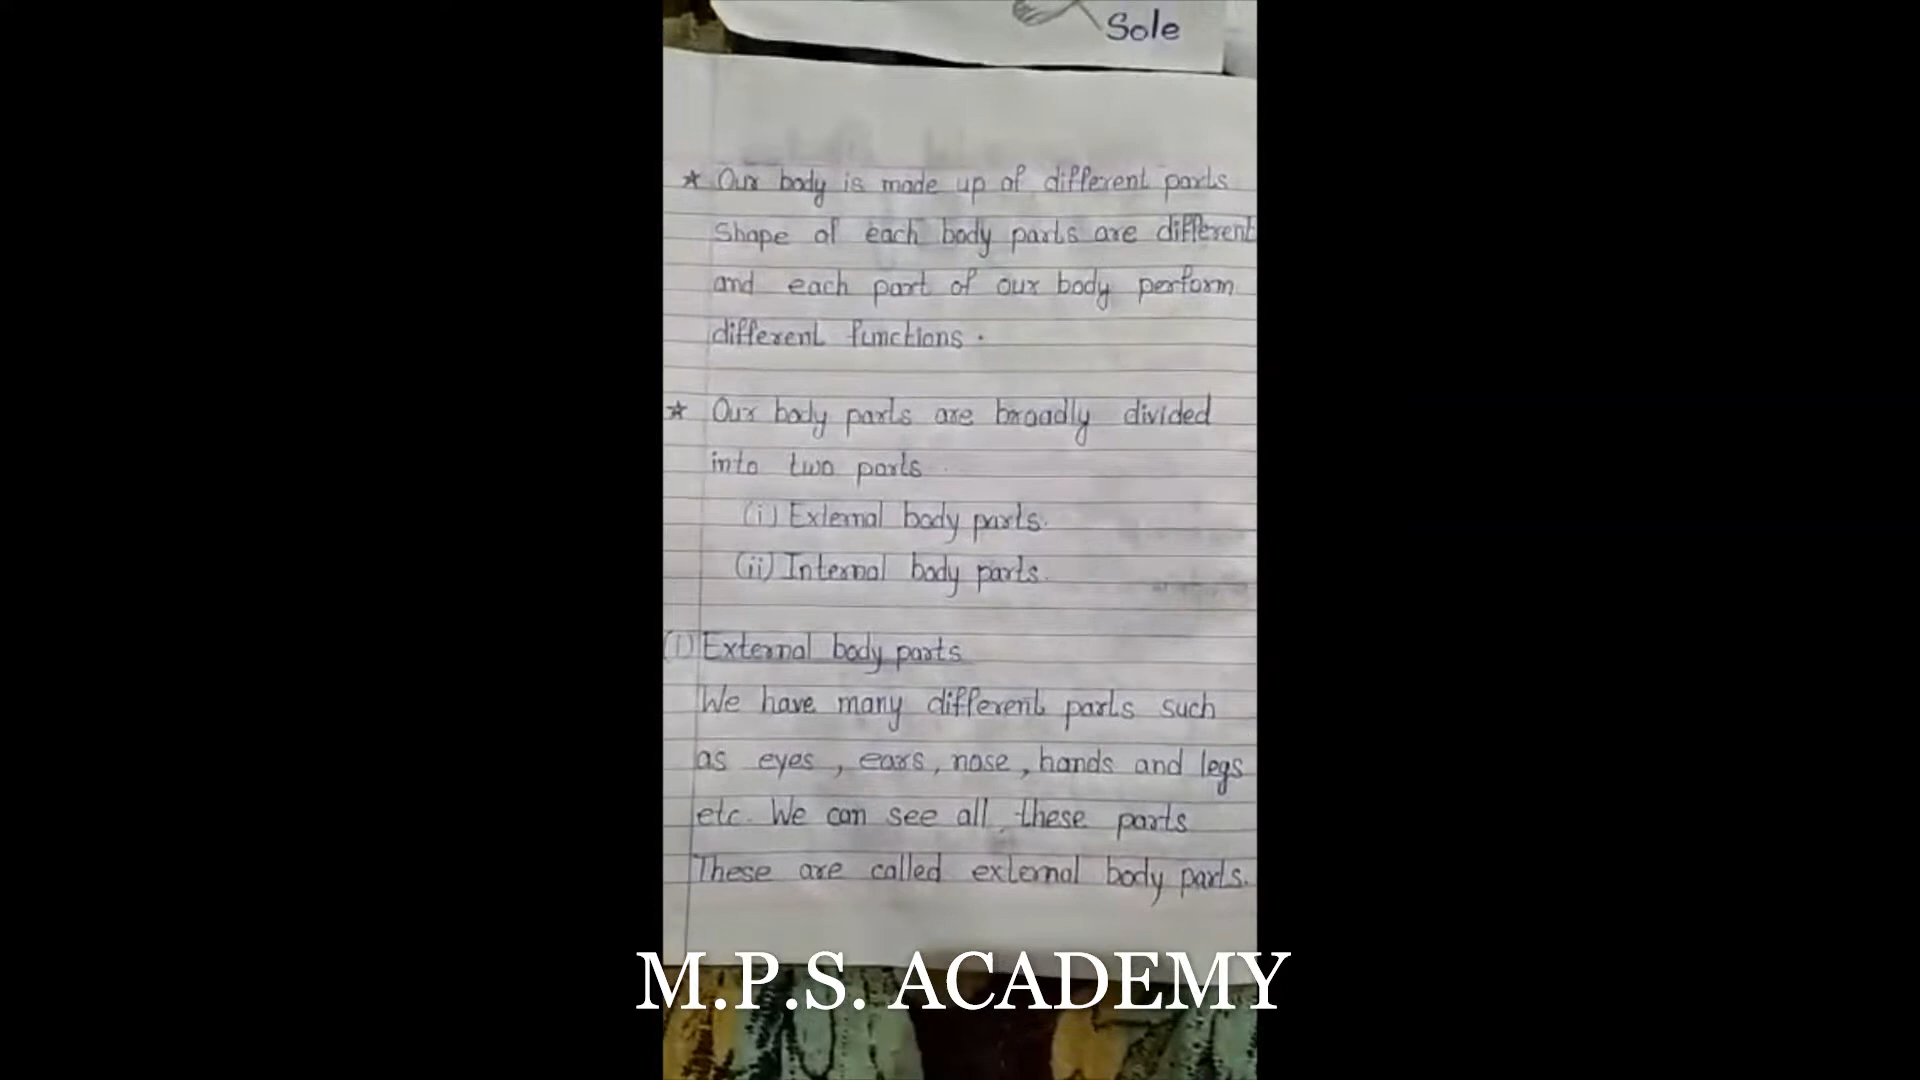 Sole
* Our body is made up of different parts
Shape of each body parts are different
and each part of our body perform
different functions.
* Our body parts are broadly divided
into two parts
(i) External body parts.
(ii) Internal body parts.
(1) External body parts
We have many different parts such
as eyes, ears, nose, hands and legs
etc. We can see all these parts
These are called external body parts.
M.P.S. ACADEMY